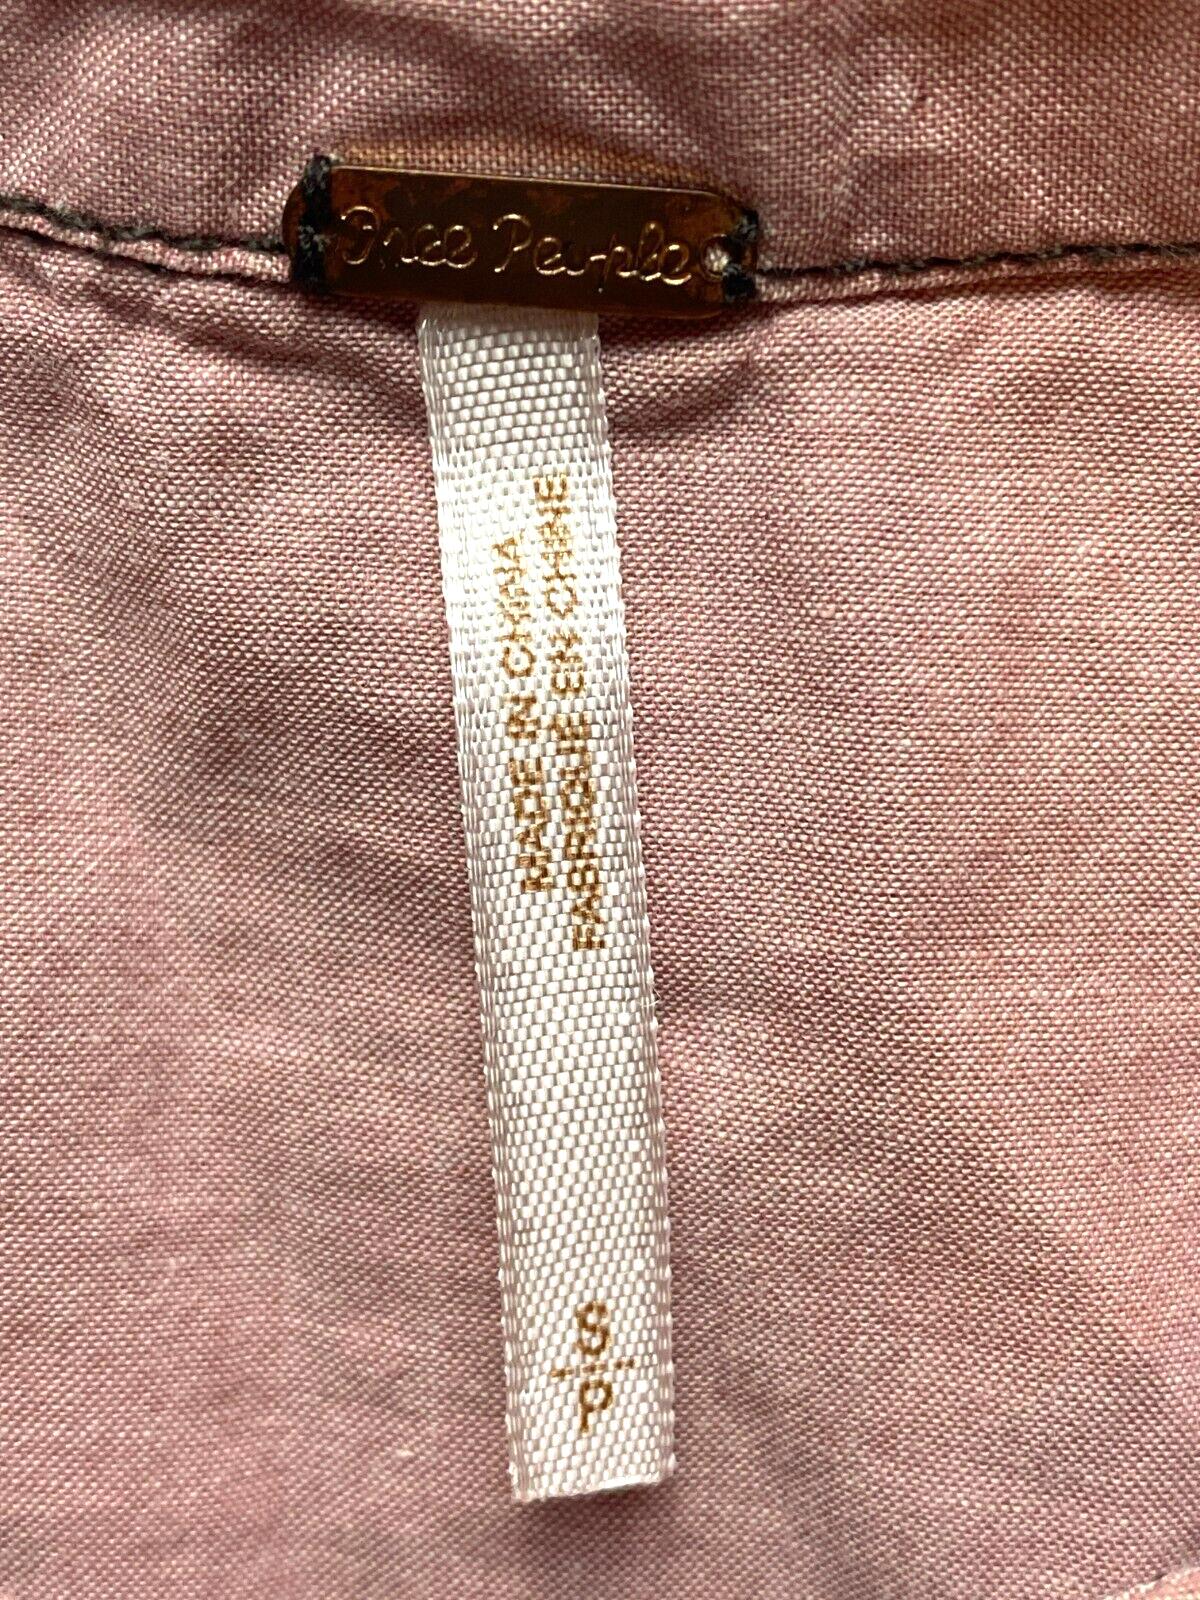 Free People
MADE IN CHINA
FABRIQUÉ EN CHINE
S
P